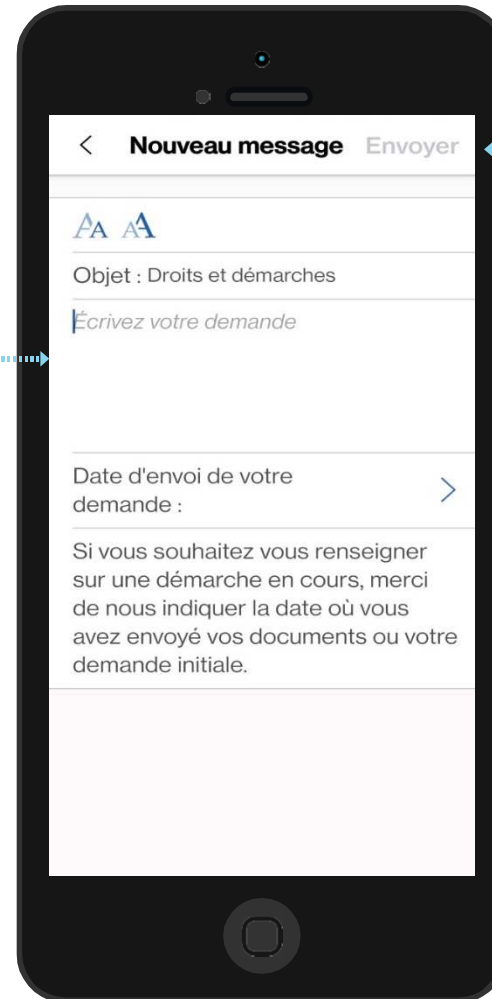 < Nouveau message Envoyer
AA AA
Objet : Droits et démarches
Écrivez votre demande
Date d'envoi de votre
demande :
Si vous souhaitez vous renseigner
sur une démarche en cours, merci
de nous indiquer la date où vous
avez envoyé vos documents ou votre
demande initiale.